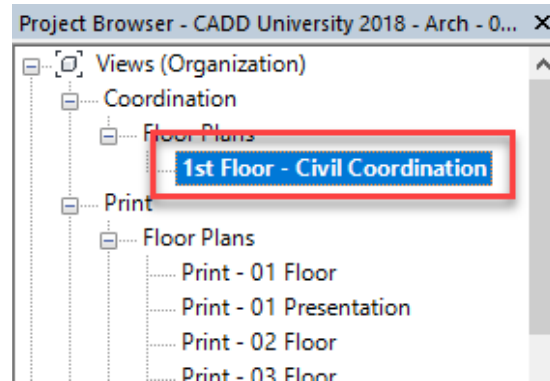 Project Browser - CADD University 2018 - Arch - 0...
Views (Organization)
Coordination
Floor Plans
1st Floor - Civil Coordination
Print
Floor Plans
Print - 01 Floor
Print - 01 Presentation
Print - 02 Floor
Print - 03 Floor